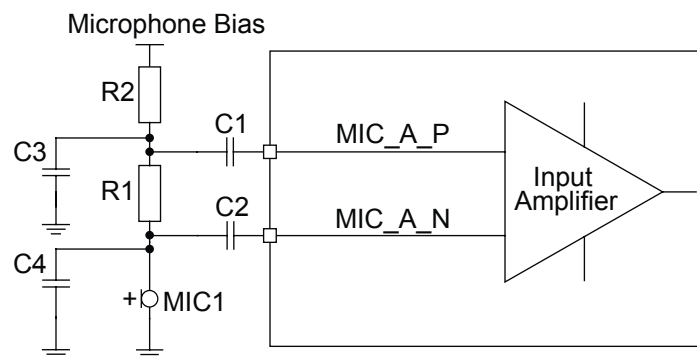 Microphone Bias
R2
C1
MIC_A_P
C3
R1
Input
Amplifier
C2
MIC_A_N
C4
+
MIC1